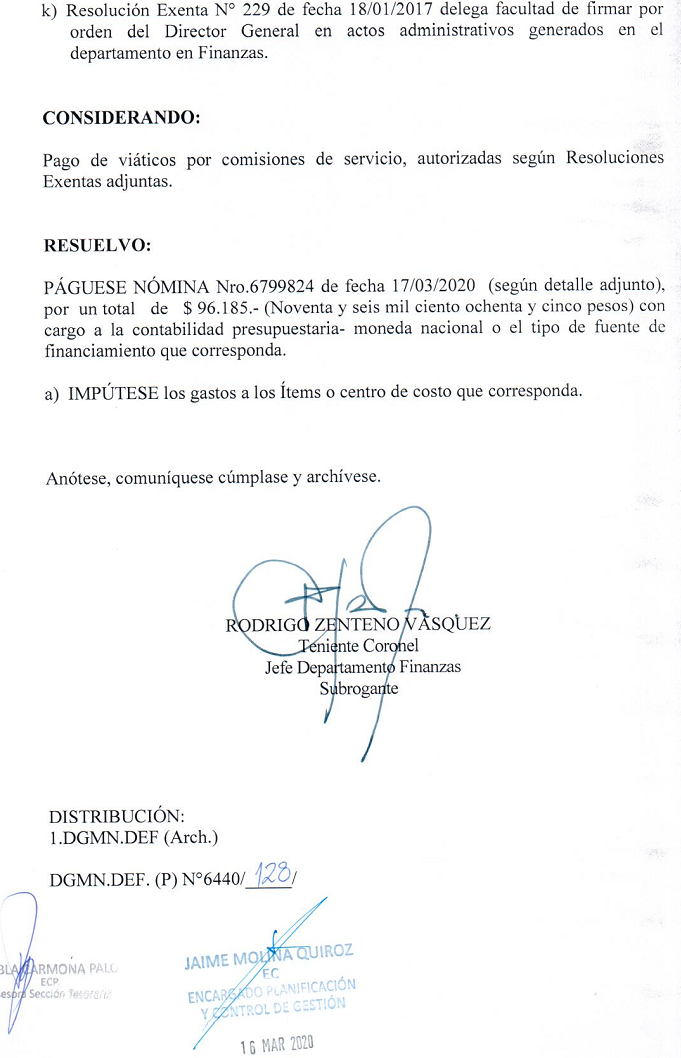 k) Resolución Exenta N° 229 de fecha 18/01/2017 delega facultad de firmar por
orden del Director General en actos administrativos generados en el
departamento en Finanzas.
CONSIDERANDO:
Pago de viáticos por comisiones de servicio, autorizadas según Resoluciones
Exentas adjuntas.
RESUELVO:
PÁGUESE NÓMINA Nro.6799824 de fecha 17/03/2020 (según detalle adjunto),
por un total de $ 96.185.- (Noventa y seis mil ciento ochenta y cinco pesos) con
cargo a la contabilidad presupuestaria- moneda nacional o el tipo de fuente de
financiamiento que corresponda.
a) IMPÚTESE los gastos a los Ítems o centro de costo que corresponda.
Anótese, comuníquese cúmplase y archívese.
RODRIGO ZENTENO VÁSQUEZ
Teniente Coronel
Jefe Departamento Finanzas
Subrogante
DISTRIBUCIÓN:
1.DGMN.DEF (Arch.)
DGMN.DEF. (P) N°6440/ 128 /
CARMONA PALO
ECP.
Sección Tesorería
JAIME MOLINA QUIROZ
EC
ENCARGADO PLANIFICACIÓN
Y CONTROL DE GESTIÓN
16 MAR 2020